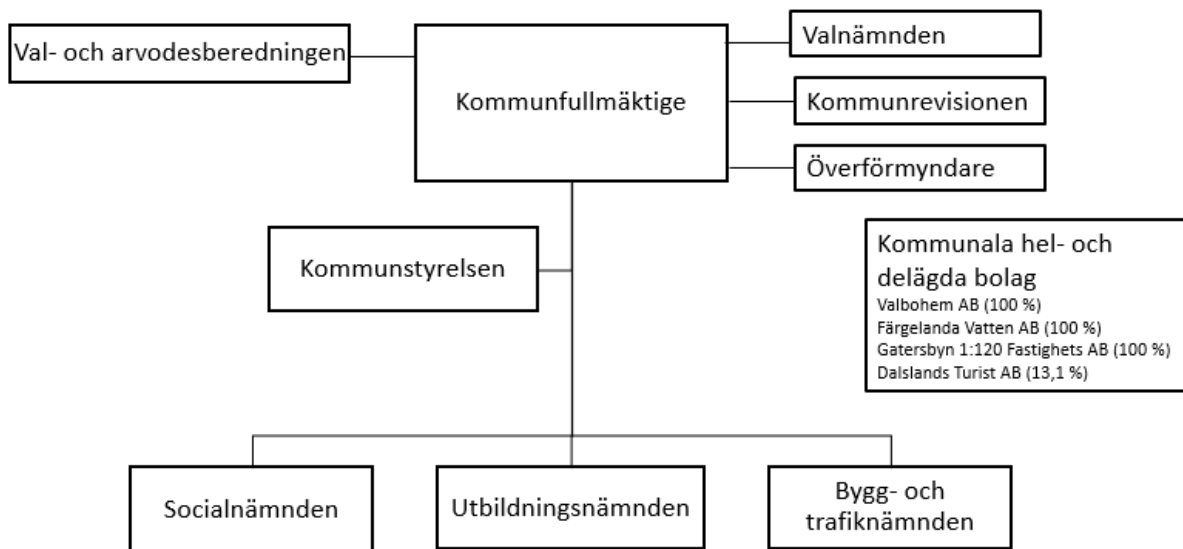 Val- och arvodesberedningen
Kommunfullmäktige
Valnämnden
Kommunrevisionen
Överförmyndare
Kommunstyrelsen
Kommunala hel- och
delägda bolag
Valbohem AB (100 %)
Färgelanda Vatten AB (100 %)
Gatersbyn 1:120 Fastighets AB (100 %)
Dalslands Turist AB (13,1 %)
Socialnämnden
Utbildningsnämnden
Bygg- och
trafiknämnden